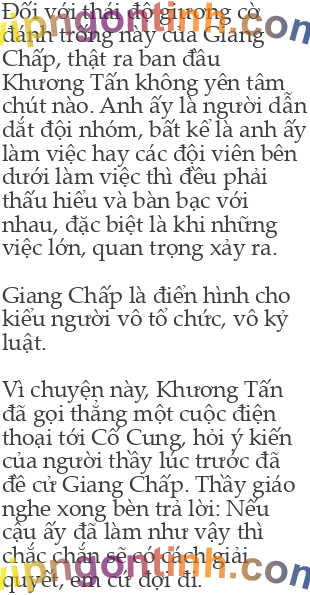 Đối với thái độ giương cờ
đánh trống này của Giang
Chấp, thật ra ban đầu
Khương Tấn không yên tâm
chút nào. Anh ấy là người dẫn
dắt đội nhóm, bất kể là anh ấy
làm việc hay các đội viên bên
dưới làm việc thì đều phải
thấu hiểu và bàn bạc với
nhau, đặc biệt là khi những
việc lớn, quan trọng xảy ra.

Giang Chấp là điển hình cho
kiểu người vô tổ chức, vô kỷ
luật.

Vì chuyện này, Khương Tấn
đã gọi thẳng một cuộc điện
thoại tới Cố Cung, hỏi ý kiến
của người thầy lúc trước đã
đề cử Giang Chấp. Thầy giáo
nghe xong bèn trả lời: Nếu
cậu ấy đã làm như vậy thì
chắc chắn sẽ có cách giải
quyết, em cứ đợi đi.
vipngontinh.com
vipngontinh.com